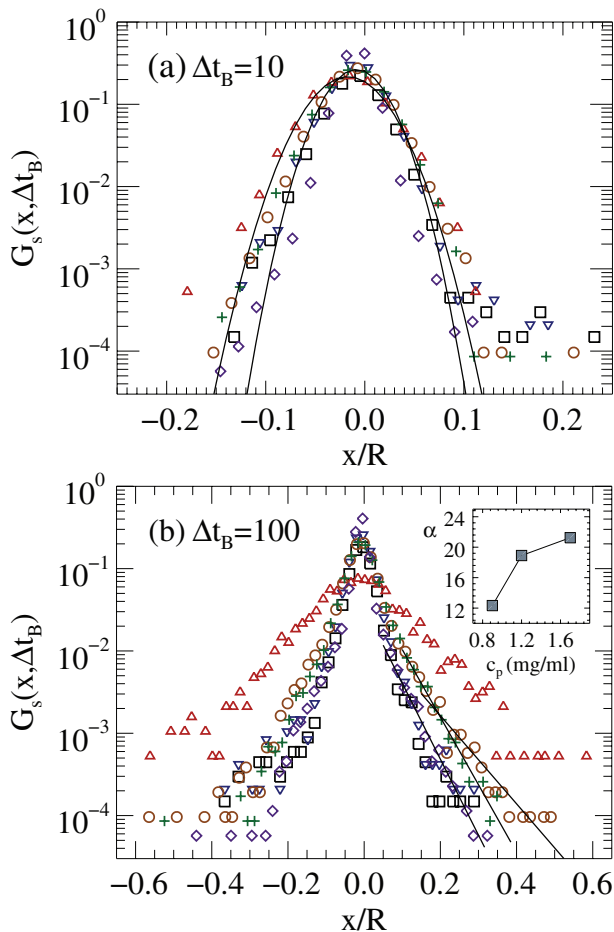 (a) Δt_B=10
10^0
10^-1
10^-2
10^-3
10^-4
G_s(x,Δt_B)
-0.2 -0.1 0.0 0.1 0.2
x/R
(b) Δt_B=100
10^0
10^-1
10^-2
10^-3
10^-4
G_s(x,Δt_B)
α
24
20
16
12
0.8 1.2 1.6
c_p (mg/ml)
-0.6 -0.4 -0.2 0.0 0.2 0.4 0.6
x/R